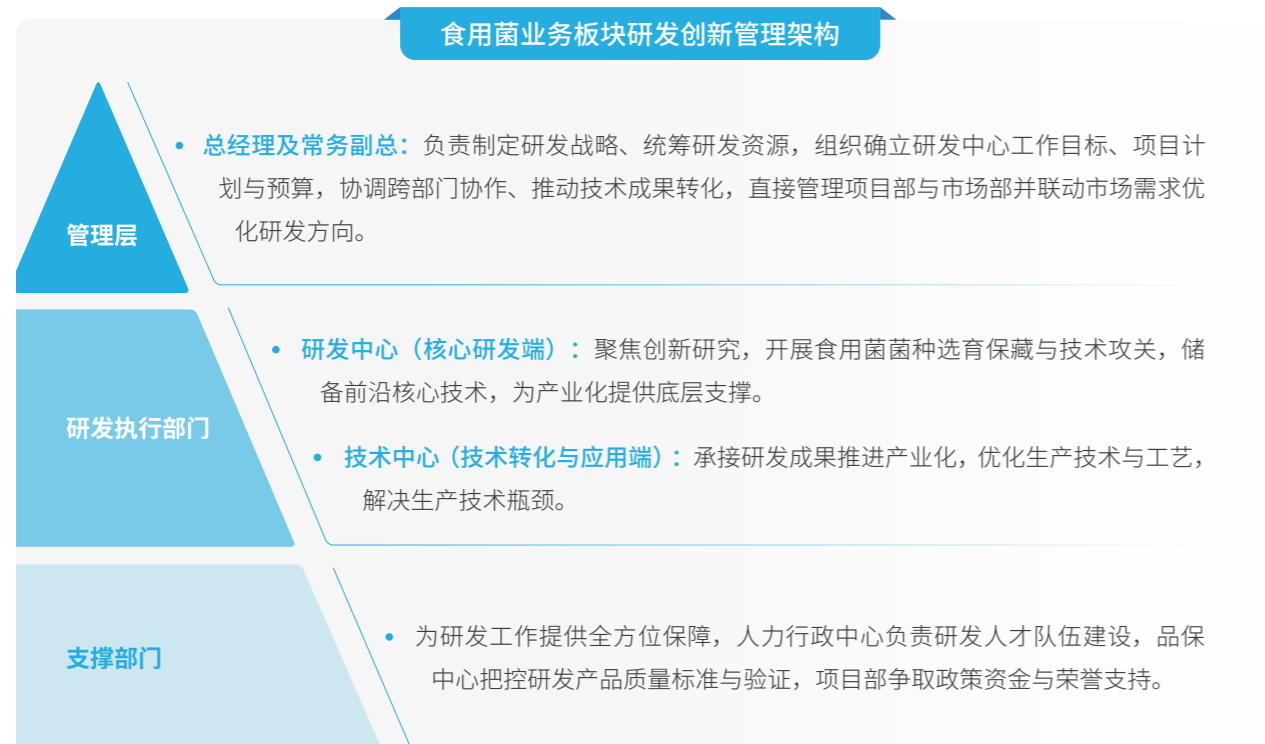 食用菌业务板块研发创新管理架构
管理层
总经理及常务副总：负责制定研发战略、统筹研发资源，组织确立研发中心工作目标、项目计
划与预算，协调跨部门协作、推动技术成果转化，直接管理项目部与市场部并联动市场需求优
化研发方向。
研发执行部门
研发中心（核心研发端）：聚焦创新研究，开展食用菌菌种选育保藏与技术攻关，储
备前沿核心技术，为产业化提供底层支撑。
技术中心（技术转化与应用端）：承接研发成果推进产业化，优化生产技术与工艺，
解决生产技术瓶颈。
支撑部门
为研发工作提供全方位保障，人力行政中心负责研发人才队伍建设，品保
中心把控研发产品质量标准与验证，项目部争取政策资金与荣誉支持。